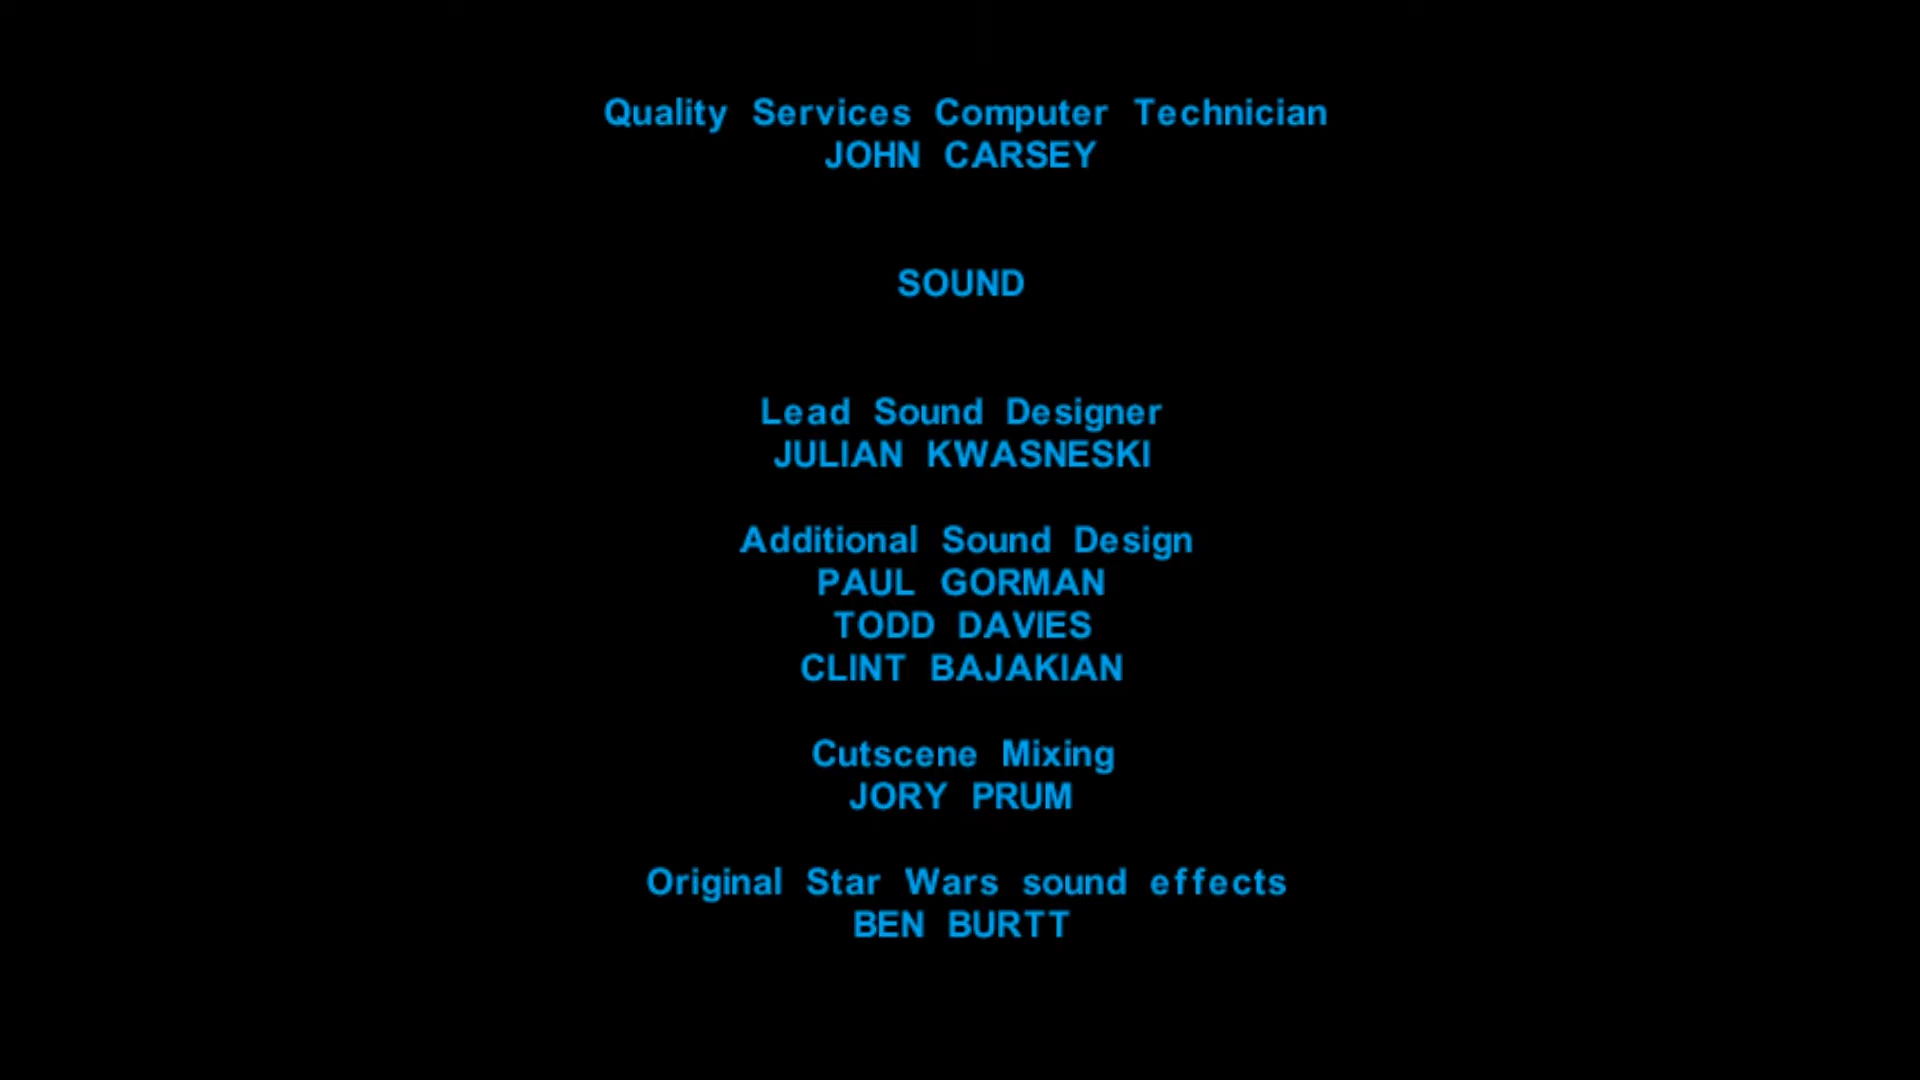 Quality Services Computer Technician
JOHN CARSEY
SOUND
Lead Sound Designer
JULIAN KWASNESKI
Additional Sound Design
PAUL GORMAN
TODD DAVIES
CLINT BAJAKIAN
Cutscene Mixing
JORY PRUM
Original Star Wars sound effects
BEN BURTT